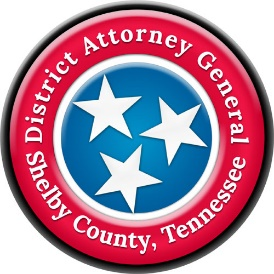 District Attorney General
Shelby County, Tennessee